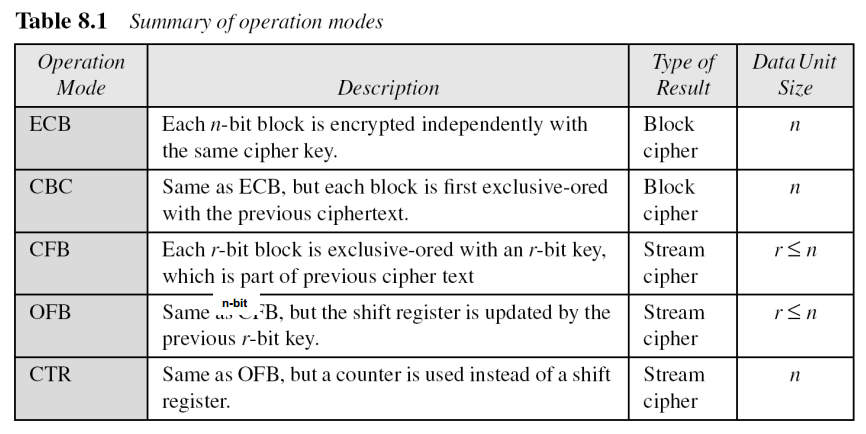 Table 8.1 Summary of operation modes
Operation Mode
Description
Type of Result
Data Unit Size
ECB
Each n-bit block is encrypted independently with
the same cipher key.
Block
cipher
n
CBC
Same as ECB, but each block is first exclusive-ored
with the previous ciphertext.
Block
cipher
n
CFB
Each r-bit block is exclusive-ored with an r-bit key,
which is part of previous cipher text
Stream
cipher
r ≤ n
n-bit
OFB
Same as CFB, but the shift register is updated by the
previous r-bit key.
Stream
cipher
r ≤ n
CTR
Same as OFB, but a counter is used instead of a shift
register.
Stream
cipher
n